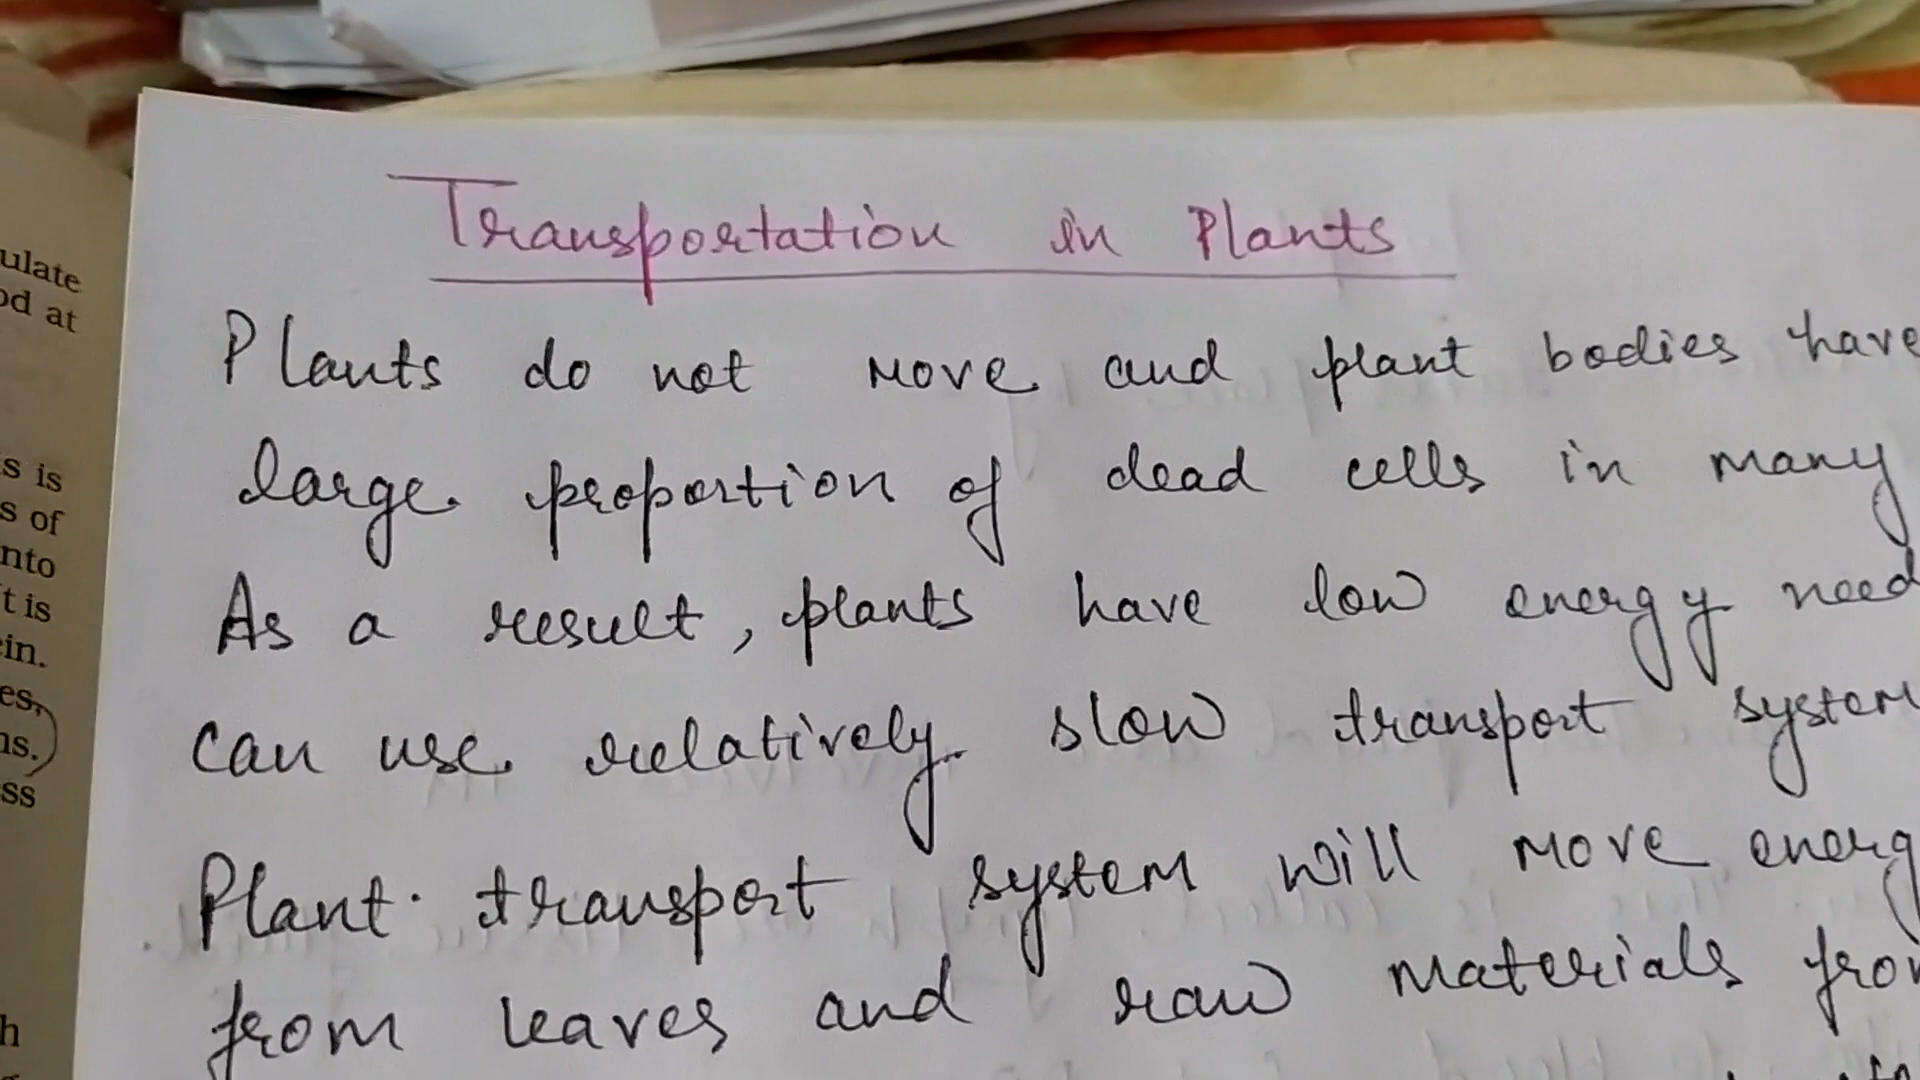 Transportation in Plants
Plants do not move and plant bodies have
large proportion of dead cells in many
As a result, plants have low energy need
can use relatively slow transport system
Plant transport system will move energ
from leaves and raw materials from
ulate
od at
s is
s of
nto
t is
ein.
es,
ns.
ss
h